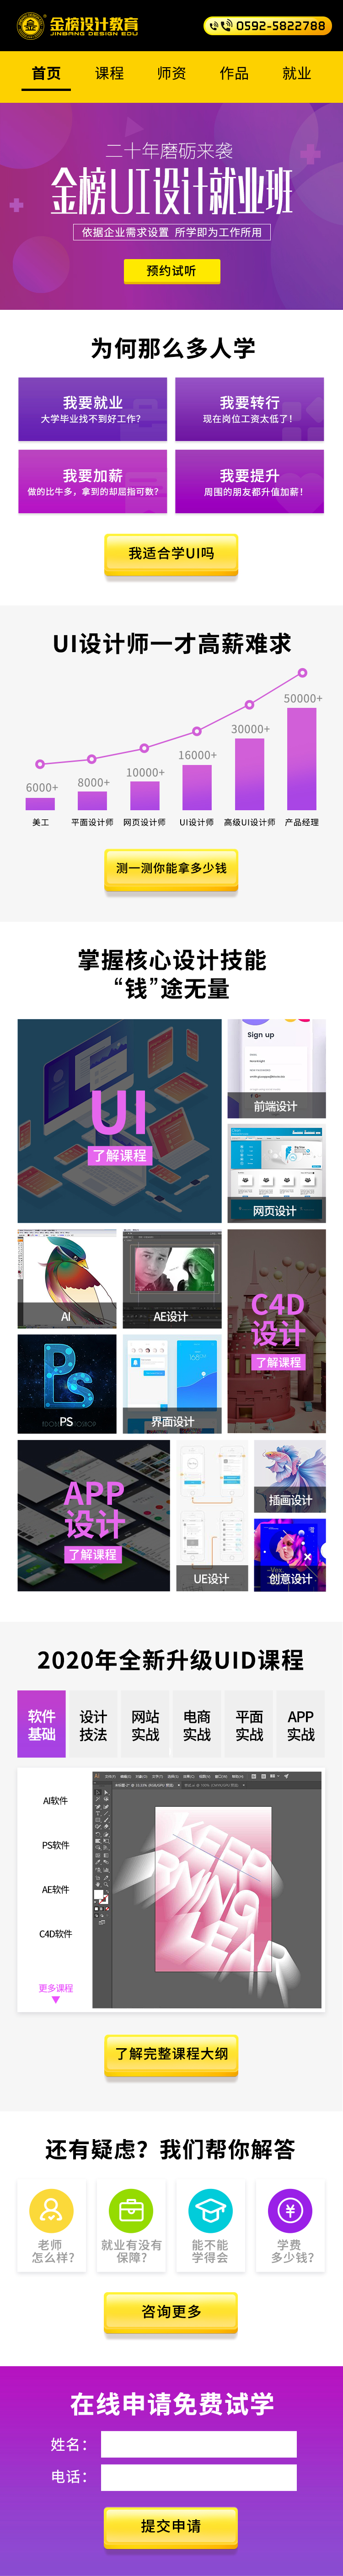 金榜设计教育
JINBANG DESIGN EDU
0592-5822788
首页 课程 师资 作品 就业
二十年磨砺来袭
金榜UI设计就业班
依据企业需求设置 所学即为工作所用
预约试听
为何那么多人学
我要就业
大学毕业找不到好工作？
我要转行
现在岗位工资太低了！
我要加薪
做的比牛多，拿到的却屈指可数？
我要提升
周围的朋友都升值加薪！
我适合学UI吗
UI设计师一才高薪难求
6000+ 8000+ 10000+ 16000+ 30000+ 50000+
美工 平面设计师 网页设计师 UI设计师 高级UI设计师 产品经理
测一测你能拿多少钱
掌握核心设计技能
“钱”途无量
UI
了解课程
Sign up
前端设计
网页设计
AI
AE设计
C4D
设计
了解课程
Ps
PS
界面设计
APP
设计
了解课程
UE设计
插画设计
创意设计
2020年全新升级UID课程
软件
基础
设计
技法
网站
实战
电商
实战
平面
实战
APP
实战
AI软件
PS软件
AE软件
C4D软件
更多课程
KEEP
RNING
LEAR
了解完整课程大纲
还有疑虑？我们帮你解答
老师
怎么样？
就业有没有
保障？
能不能
学得会
学费
多少钱？
咨询更多
在线申请免费试学
姓名：
电话：
提交申请